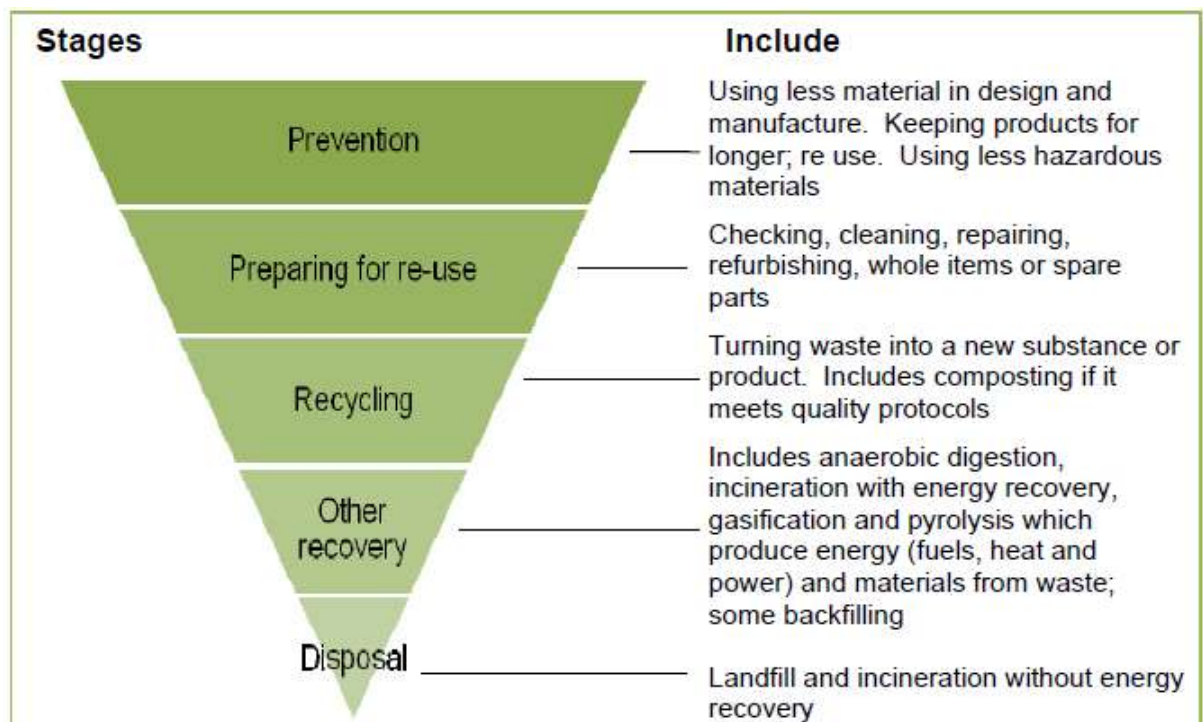 Stages
Include
Prevention
Using less material in design and
manufacture.  Keeping products for
longer; re use.  Using less hazardous
materials
Preparing for re-use
Checking, cleaning, repairing,
refurbishing, whole items or spare
parts
Recycling
Turning waste into a new substance or
product.  Includes composting if it
meets quality protocols
Other
recovery
Includes anaerobic digestion,
incineration with energy recovery,
gasification and pyrolysis which
produce energy (fuels, heat and
power) and materials from waste;
some backfilling
Disposal
Landfill and incineration without energy
recovery